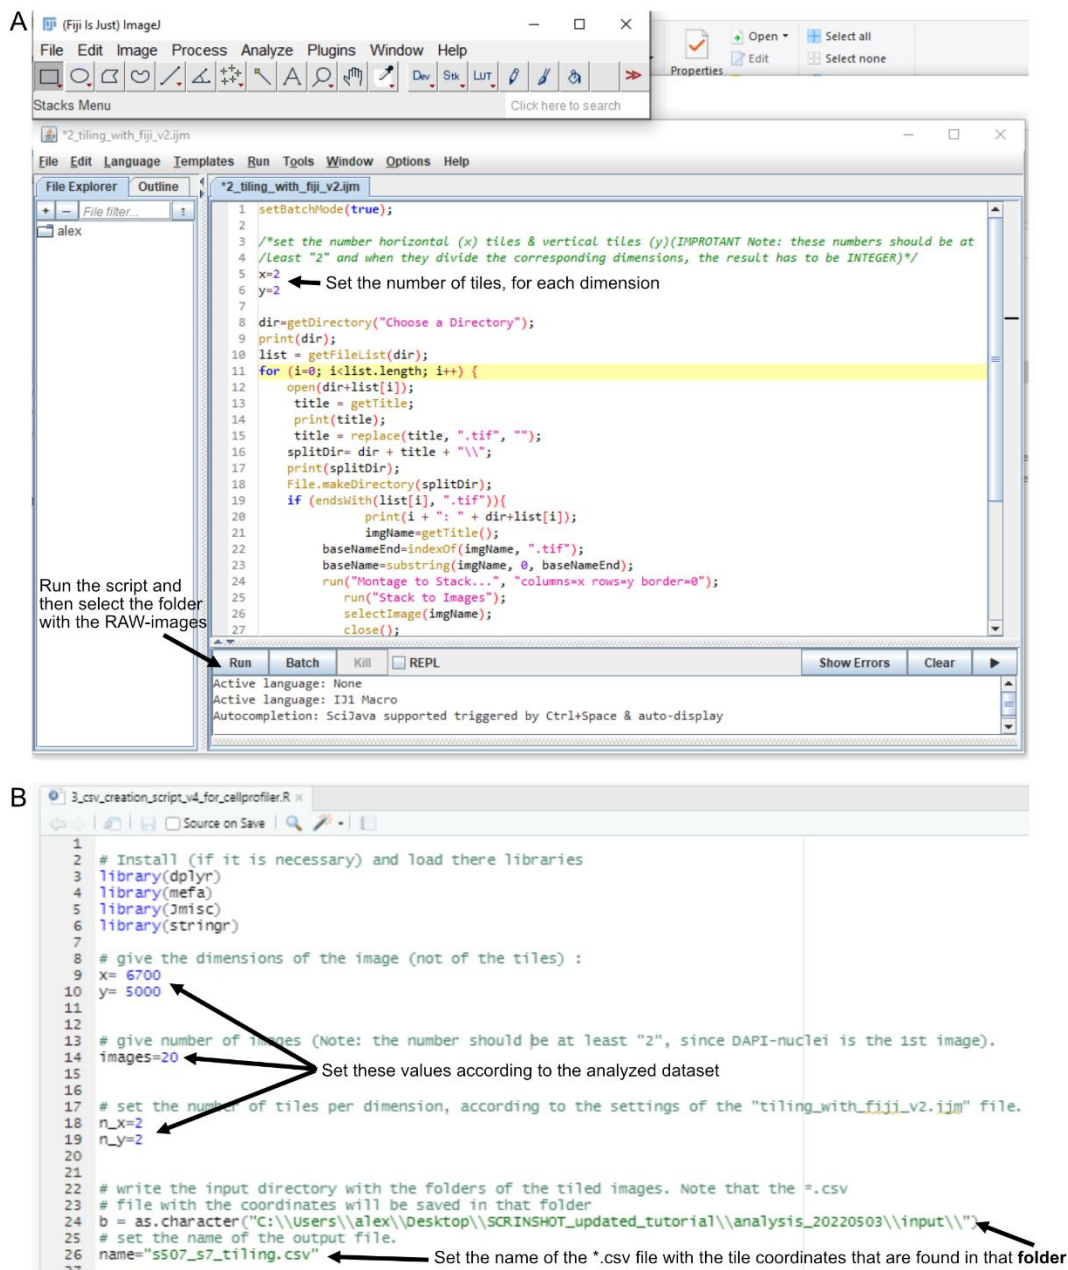 A
(Fiji Is Just) ImageJ
File Edit Image Process Analyze Plugins Window Help
Dev Stk LUT
Stacks Menu
Click here to search
Properties
Open
Edit
Select all
Select none
*2_tiling_with_fiji_v2.ijm
File Edit Language Templates Run Tools Window Options Help
File Explorer Outline
*2_tiling_with_fiji_v2.ijm
+ - File filter...
alex
1 setBatchMode(true);
2
3 /*set the number horizontal (x) tiles & vertical tiles (y)(IMPROTANT Note: these numbers should be at
4 /least "2" and when they divide the corresponding dimensions, the result has to be INTEGER)*/
5 x=2
Set the number of tiles, for each dimension
6 y=2
7
8 dir=getDirectory("Choose a Directory");
9 print(dir);
10 list = getFileList(dir);
11 for (i=0; i<list.length; i++) {
12 open(dir+list[i]);
13 title = getTitle;
14 print(title);
15 title = replace(title, ".tif", "");
16 splitDir= dir + title + "\\";
17 print(splitDir);
18 File.makeDirectory(splitDir);
19 if (endsWith(list[i], ".tif")){
20 print(i + ": " + dir+list[i]);
21 imgName=getTitle();
22 baseNameEnd=indexOf(imgName, ".tif");
23 baseName=substring(imgName, 0, baseNameEnd);
24 run("Montage to Stack...", "columns=x rows=y border=0");
25 run("Stack to Images");
26 selectImage(imgName);
27 close();
Run the script and
then select the folder
with the RAW-images
Run Batch Kill REPL Show Errors Clear
Active language: None
Active language: IJ1 Macro
Autocompletion: SciJava supported triggered by Ctrl+Space & auto-display
B
3_csv_creation_script_v4_for_cellprofiler.R
Source on Save
1
2 # Install (if it is necessary) and load there libraries
3 library(dplyr)
4 library(mefa)
5 library(Jmisc)
6 library(stringr)
7
8 # give the dimensions of the image (not of the tiles) :
9 x= 6700
10 y= 5000
11
12
13 # give number of images (Note: the number should be at least "2", since DAPI-nuclei is the 1st image).
14 images=20
Set these values according to the analyzed dataset
15
16
17 # set the number of tiles per dimension, according to the settings of the "tiling_with_fiji_v2.ijm" file.
18 n_x=2
19 n_y=2
20
21
22 # write the input directory with the folders of the tiled images. Note that the *.csv
23 # file with the coordinates will be saved in that folder
24 b = as.character("C:\\Users\\alex\\Desktop\\SCRINSHOT_updated_tutorial\\analysis_20220503\\input\\")
25 # set the name of the output file.
26 name="s507_s7_tiling.csv"
Set the name of the *.csv file with the tile coordinates that are found in that folder